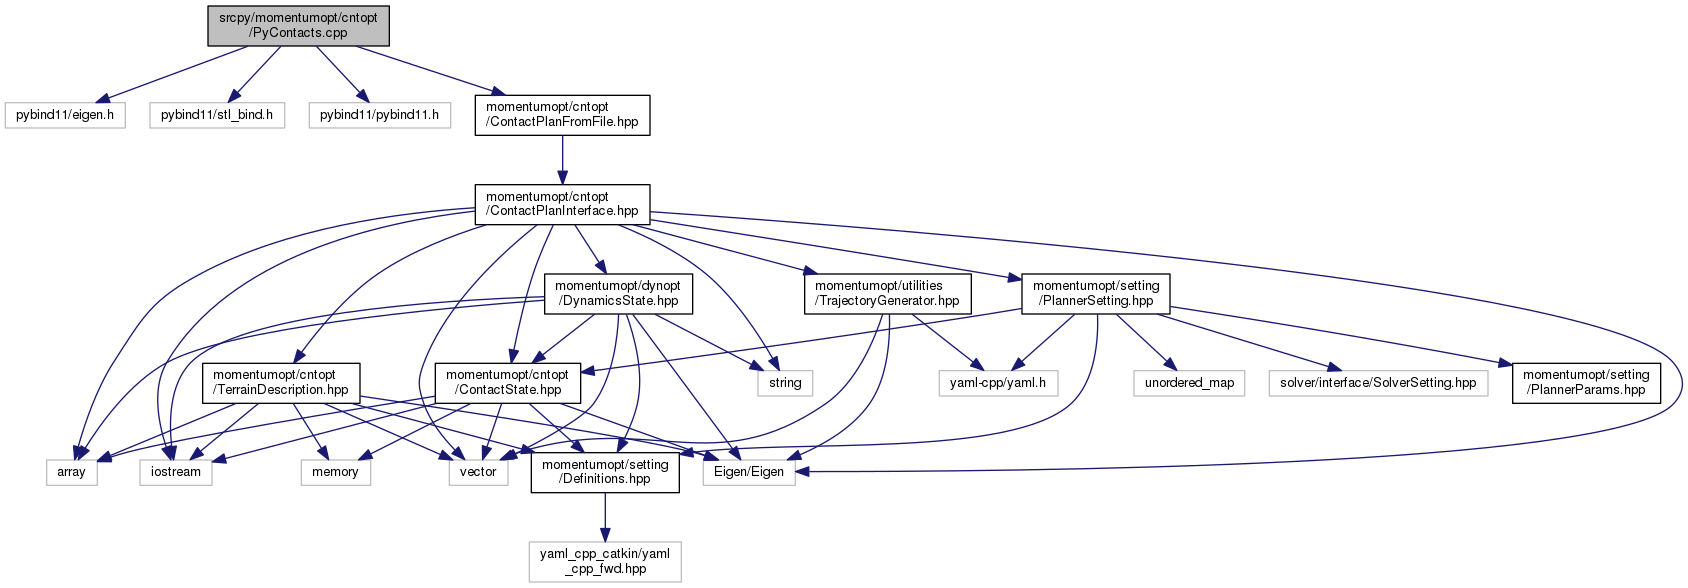 srcpy/momentumopt/cntopt
/PyContacts.cpp
pybind11/eigen.h
pybind11/stl_bind.h
pybind11/pybind11.h
momentumopt/cntopt
/ContactPlanFromFile.hpp
momentumopt/cntopt
/ContactPlanInterface.hpp
momentumopt/dynopt
/DynamicsState.hpp
momentumopt/utilities
/TrajectoryGenerator.hpp
momentumopt/setting
/PlannerSetting.hpp
momentumopt/cntopt
/TerrainDescription.hpp
momentumopt/cntopt
/ContactState.hpp
string
yaml-cpp/yaml.h
unordered_map
solver/interface/SolverSetting.hpp
momentumopt/setting
/PlannerParams.hpp
array
iostream
memory
vector
momentumopt/setting
/Definitions.hpp
Eigen/Eigen
yaml_cpp_catkin/yaml
_cpp_fwd.hpp